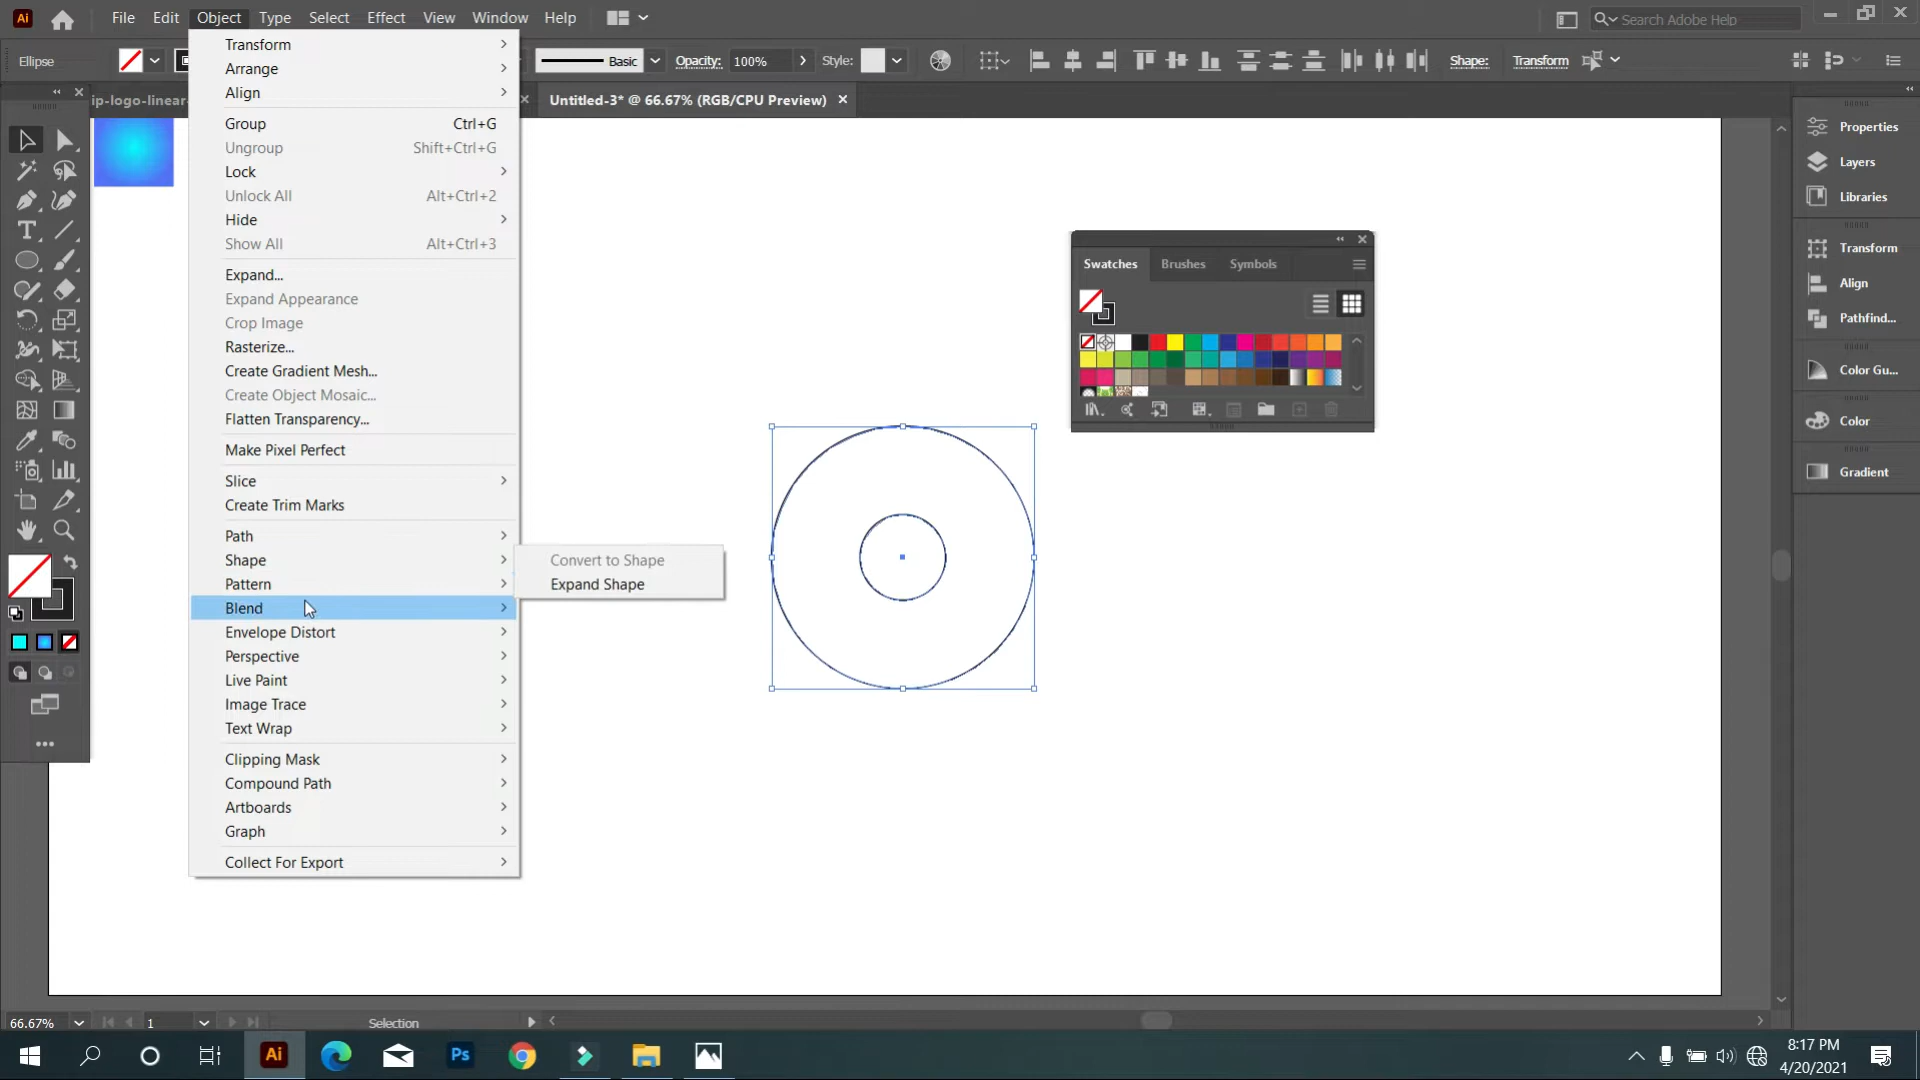 Ai File Edit Object Type Select Effect View Window Help Search Adobe Help
Ellipse Basic Opacity: 100% Style: Shape: Transform
ip-logo-linear- Untitled-3* @ 66.67% (RGB/CPU Preview)
Transform
Arrange
Align
Group Ctrl+G
Ungroup Shift+Ctrl+G
Lock
Unlock All Alt+Ctrl+2
Hide
Show All Alt+Ctrl+3
Expand...
Expand Appearance
Crop Image
Rasterize...
Create Gradient Mesh...
Create Object Mosaic...
Flatten Transparency...
Make Pixel Perfect
Slice
Create Trim Marks
Path
Shape
Pattern
Blend
Envelope Distort
Perspective
Live Paint
Image Trace
Text Wrap
Clipping Mask
Compound Path
Artboards
Graph
Collect For Export
Convert to Shape
Expand Shape
Swatches Brushes Symbols
Properties
Layers
Libraries
Transform
Align
Pathfind...
Color Gu...
Color
Gradient
66.67% 1 Selection
Ai Ps
8:17 PM
4/20/2021